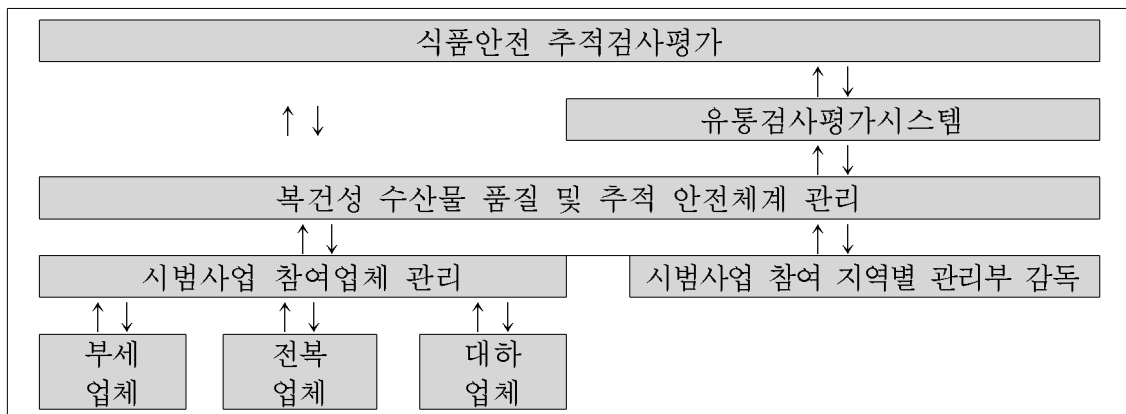 식품안전 추적검사평가
↑ ↓
↑ ↓
유통검사평가시스템
↑ ↓
복건성 수산물 품질 및 추적 안전체계 관리
↑ ↓ ↑ ↓
시범사업 참여업체 관리
시범사업 참여 지역별 관리부 감독
↑ ↓ ↑ ↓ ↑ ↓
부세
업체
전복
업체
대하
업체